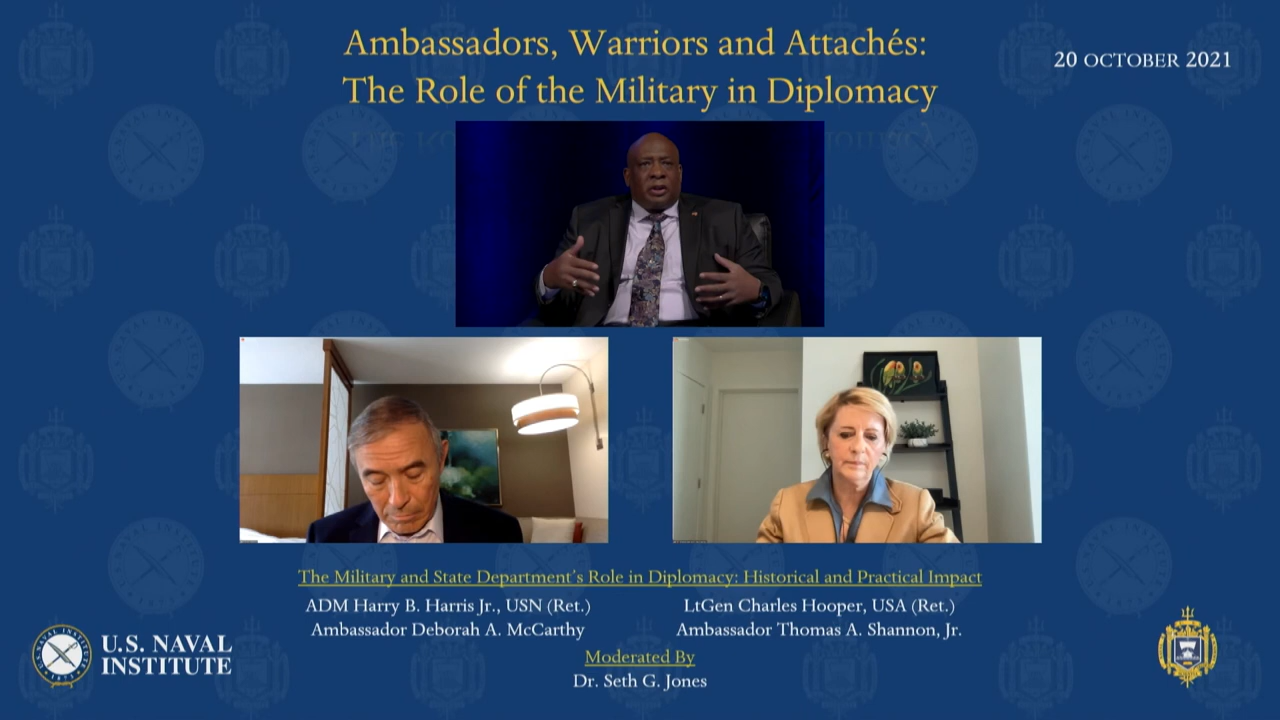 Ambassadors, Warriors and Attachés:
The Role of the Military in Diplomacy
20 OCTOBER 2021
The Military and State Department's Role in Diplomacy: Historical and Practical Impact
ADM Harry B. Harris Jr., USN (Ret.)
Ambassador Deborah A. McCarthy
LtGen Charles Hooper, USA (Ret.)
Ambassador Thomas A. Shannon, Jr.
Moderated By
Dr. Seth G. Jones
U.S. NAVAL
INSTITUTE